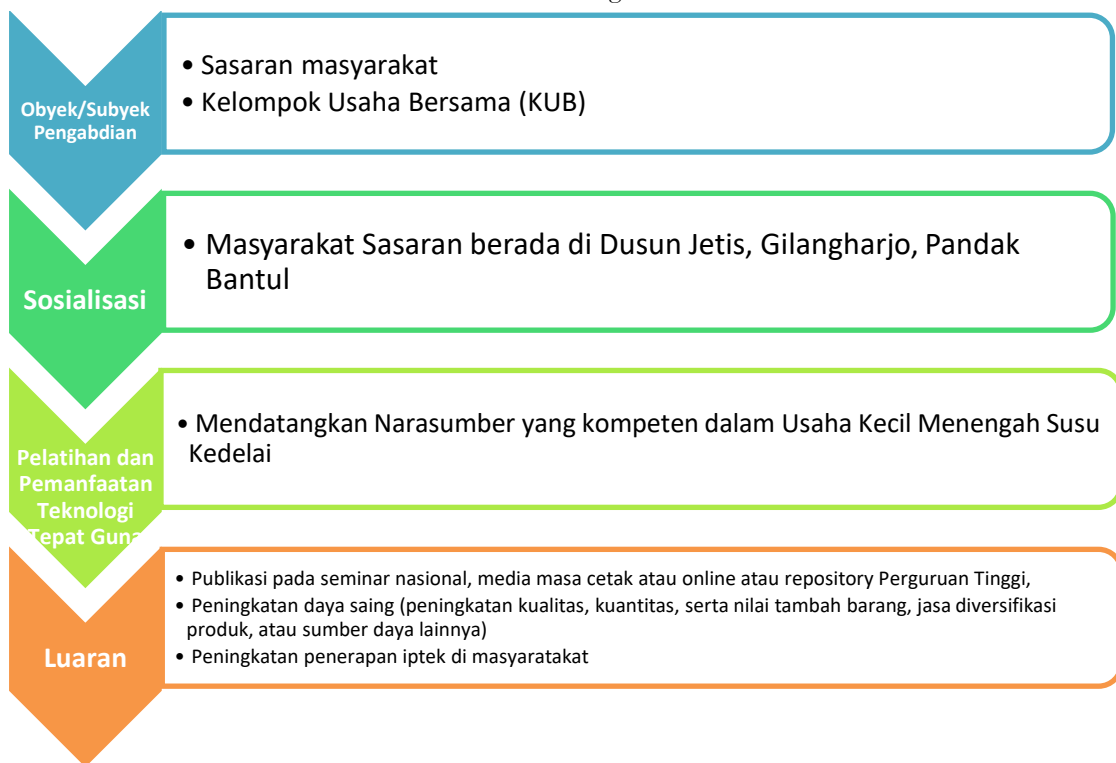 Obyek/Subyek
Pengabdian
• Sasaran masyarakat
• Kelompok Usaha Bersama (KUB)
Sosialisasi
• Masyarakat Sasaran berada di Dusun Jetis, Gilangharjo, Pandak
Bantul
Pelatihan dan
Pemanfaatan
Teknologi
Tepat Guna
• Mendatangkan Narasumber yang kompeten dalam Usaha Kecil Menengah Susu
Kedelai
Luaran
• Publikasi pada seminar nasional, media masa cetak atau online atau repository Perguruan Tinggi,
• Peningkatan daya saing (peningkatan kualitas, kuantitas, serta nilai tambah barang, jasa diversifikasi
produk, atau sumber daya lainnya)
• Peningkatan penerapan iptek di masyaratakat